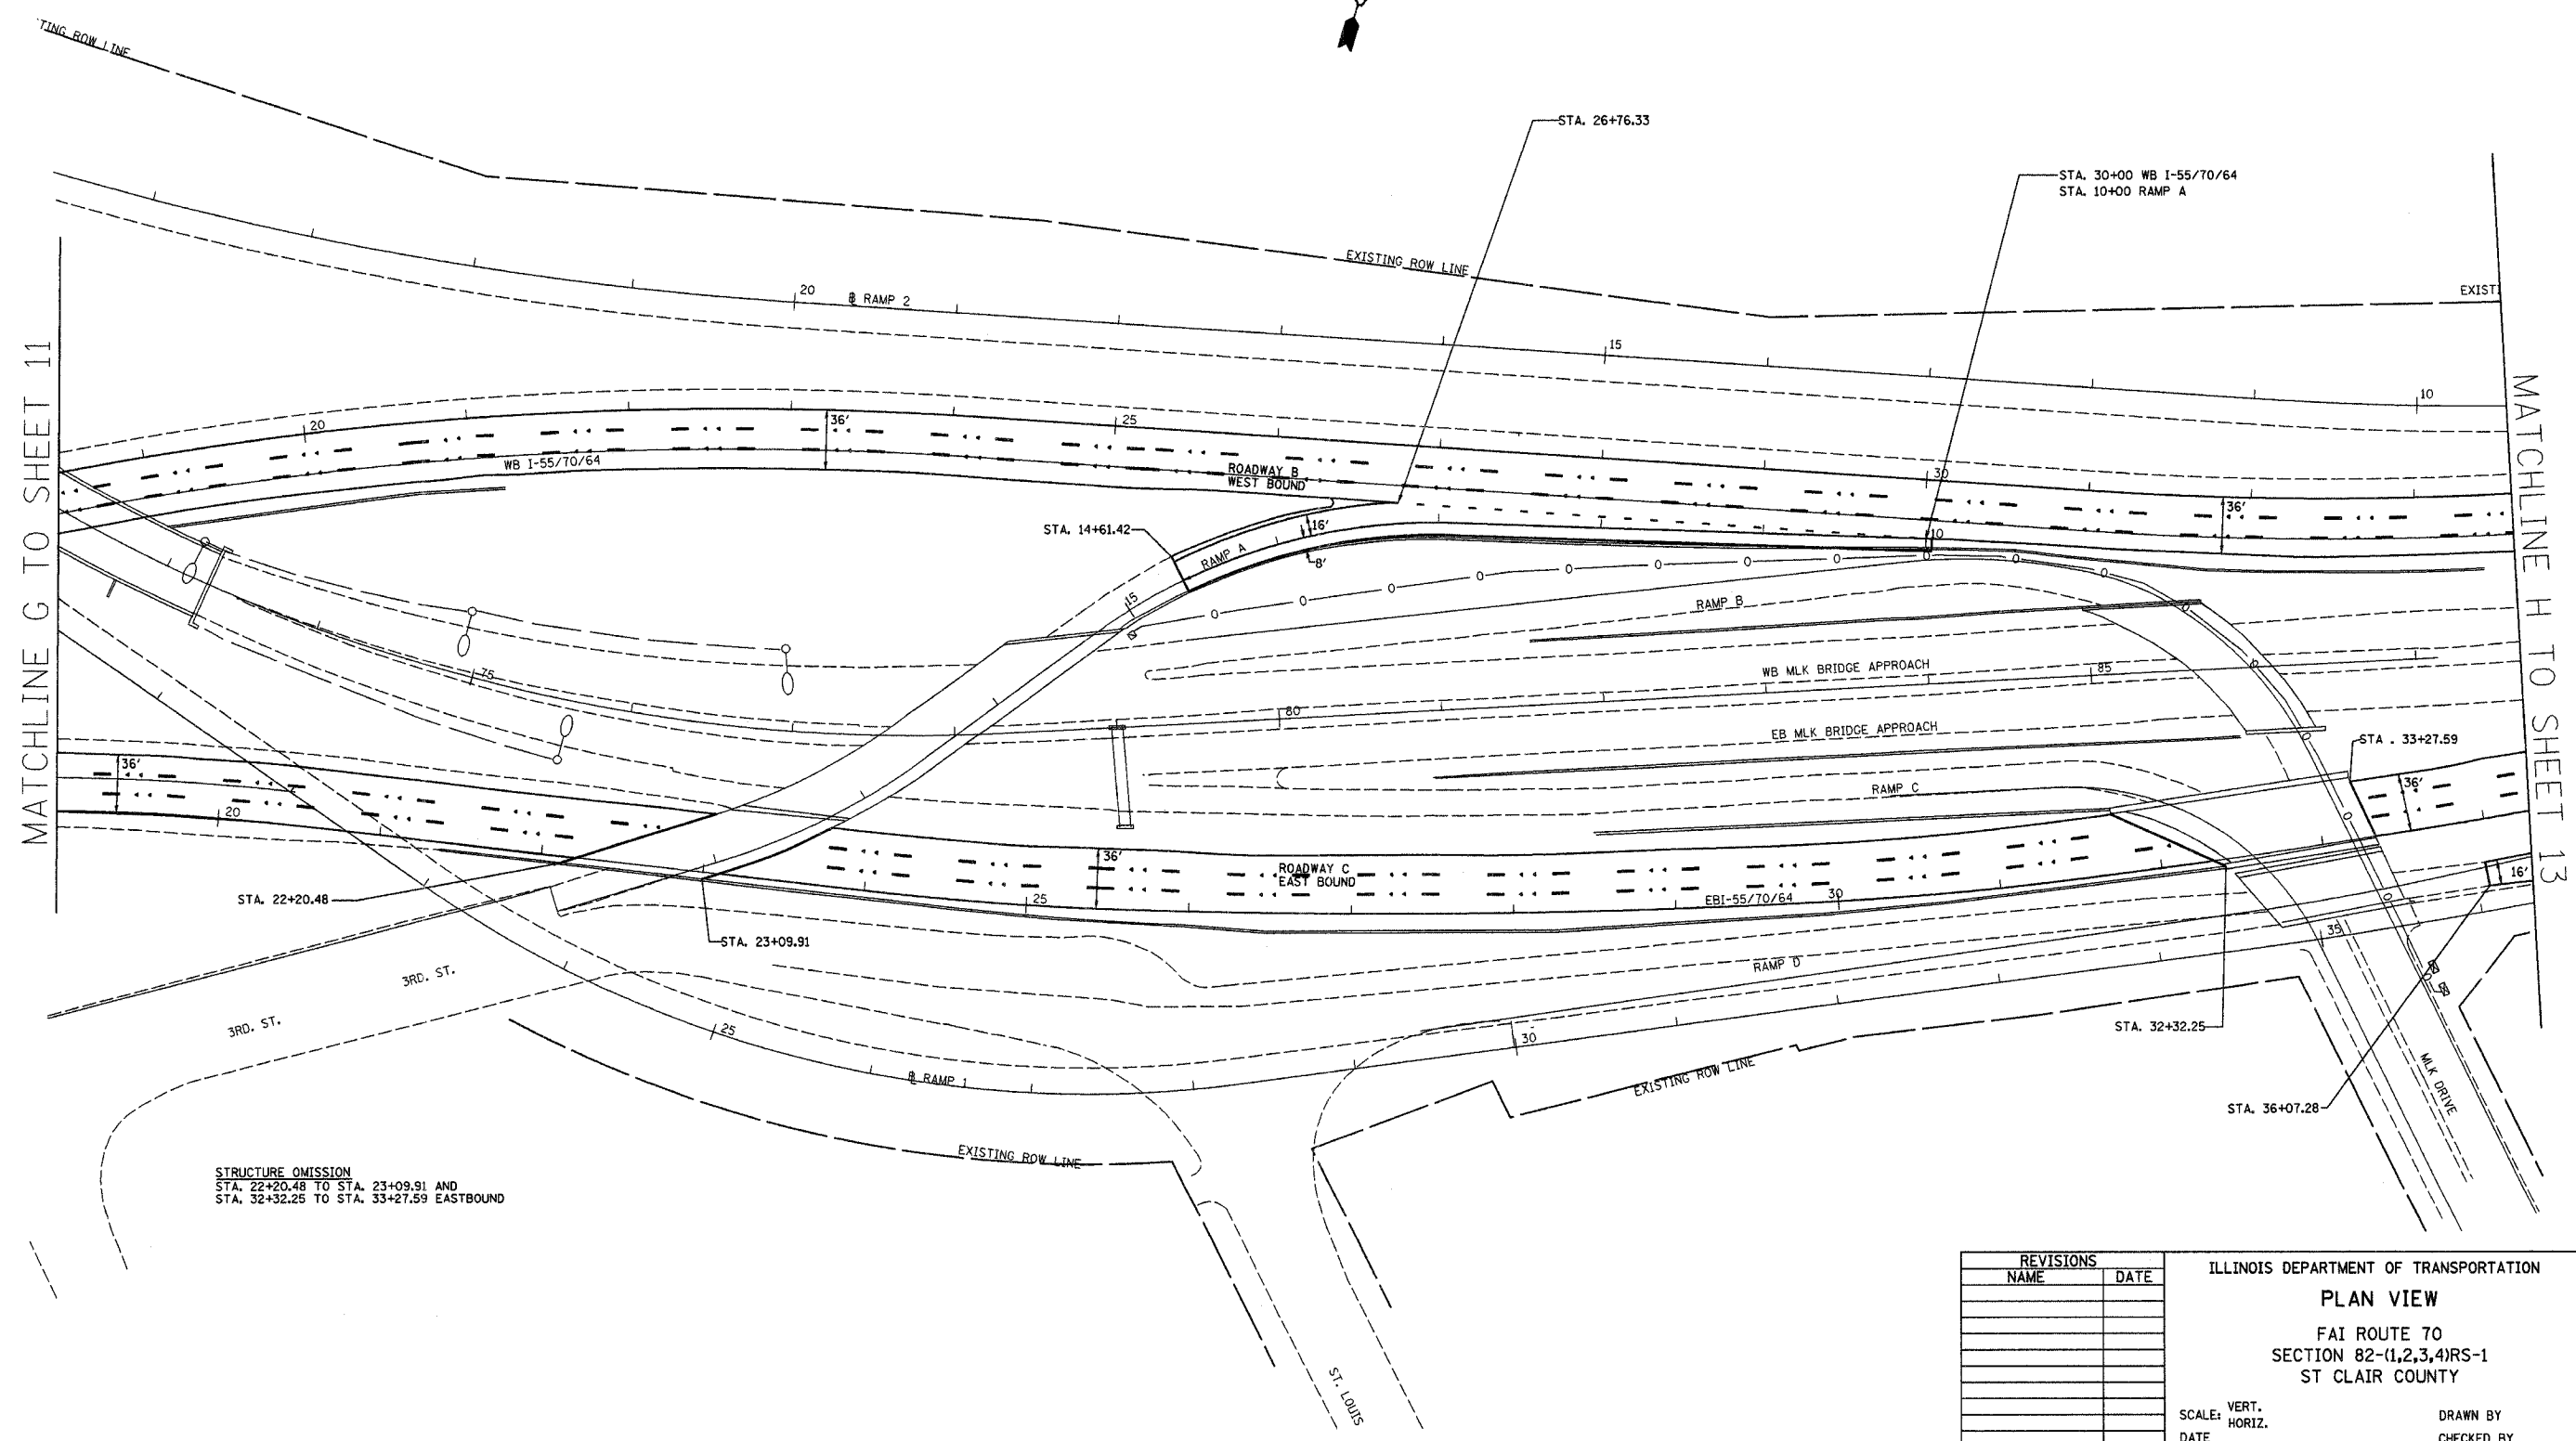 TING ROW LINE
STA. 26+76.33
STA. 30+00 WB I-55/70/64
STA. 10+00 RAMP A
EXISTING ROW LINE
EXISTI
20
℄ RAMP 2
15
10
MATCHLINE G TO SHEET 11
MATCHLINE H TO SHEET 13
20
36'
25
WB I-55/70/64
ROADWAY B
WEST BOUND
30
36'
STA. 14+61.42
16'
RAMP A
8'
10
15
RAMP B
75
WB MLK BRIDGE APPROACH
85
80
EB MLK BRIDGE APPROACH
STA . 33+27.59
36'
RAMP C
36'
20
36'
ROADWAY C
EAST BOUND
16'
STA. 22+20.48
25
EBI-55/70/64
30
STA. 23+09.91
35
3RD. ST.
RAMP D
3RD. ST.
25
30
STA. 32+32.25
℄ RAMP 1
EXISTING ROW LINE
MLK DRIVE
STA. 36+07.28
EXISTING ROW LINE
STRUCTURE OMISSION
STA. 22+20.48 TO STA. 23+09.91 AND
STA. 32+32.25 TO STA. 33+27.59 EASTBOUND
ST. LOUIS
REVISIONS
NAME DATE
ILLINOIS DEPARTMENT OF TRANSPORTATION
PLAN VIEW
FAI ROUTE 70
SECTION 82-(1,2,3,4)RS-1
ST CLAIR COUNTY
SCALE: VERT.
HORIZ.
DRAWN BY
DATE
CHECKED BY